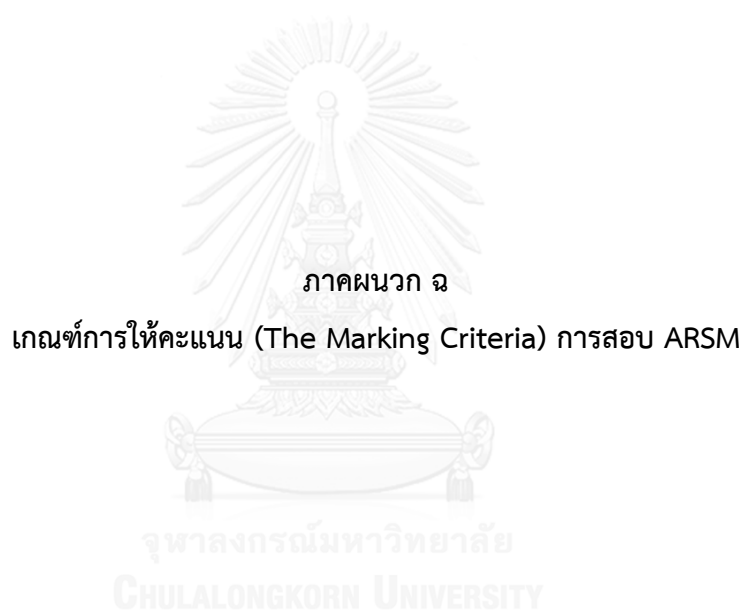 ภาคผนวก ฉ
เกณฑ์การให้คะแนน (The Marking Criteria) การสอบ ARSM
จุฬาลงกรณ์มหาวิทยาลัย
CHULALONGKORN UNIVERSITY